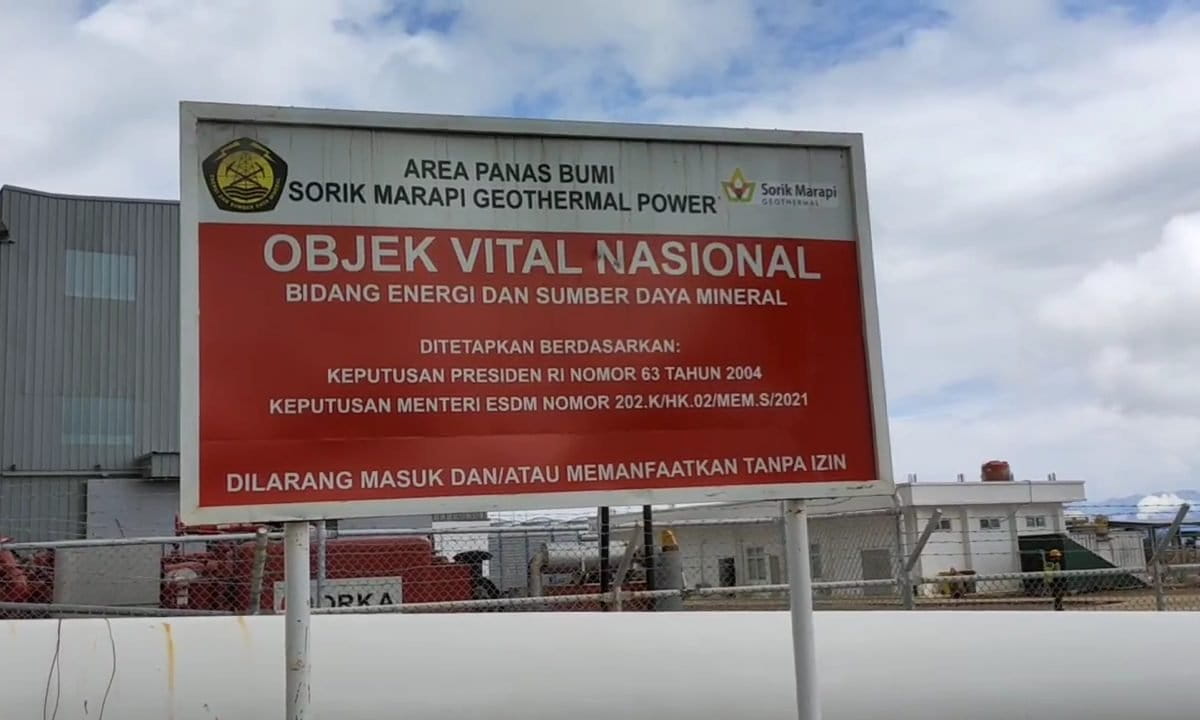 AREA PANAS BUMI
SORIK MARAPI GEOTHERMAL POWER
Sorik Marapi
GEOTHERMAL
OBJEK VITAL NASIONAL
BIDANG ENERGI DAN SUMBER DAYA MINERAL
DITETAPKAN BERDASARKAN:
KEPUTUSAN PRESIDEN RI NOMOR 63 TAHUN 2004
KEPUTUSAN MENTERI ESDM NOMOR 202.K/HK.02/MEM.S/2021
DILARANG MASUK DAN/ATAU MEMANFAATKAN TANPA IZIN